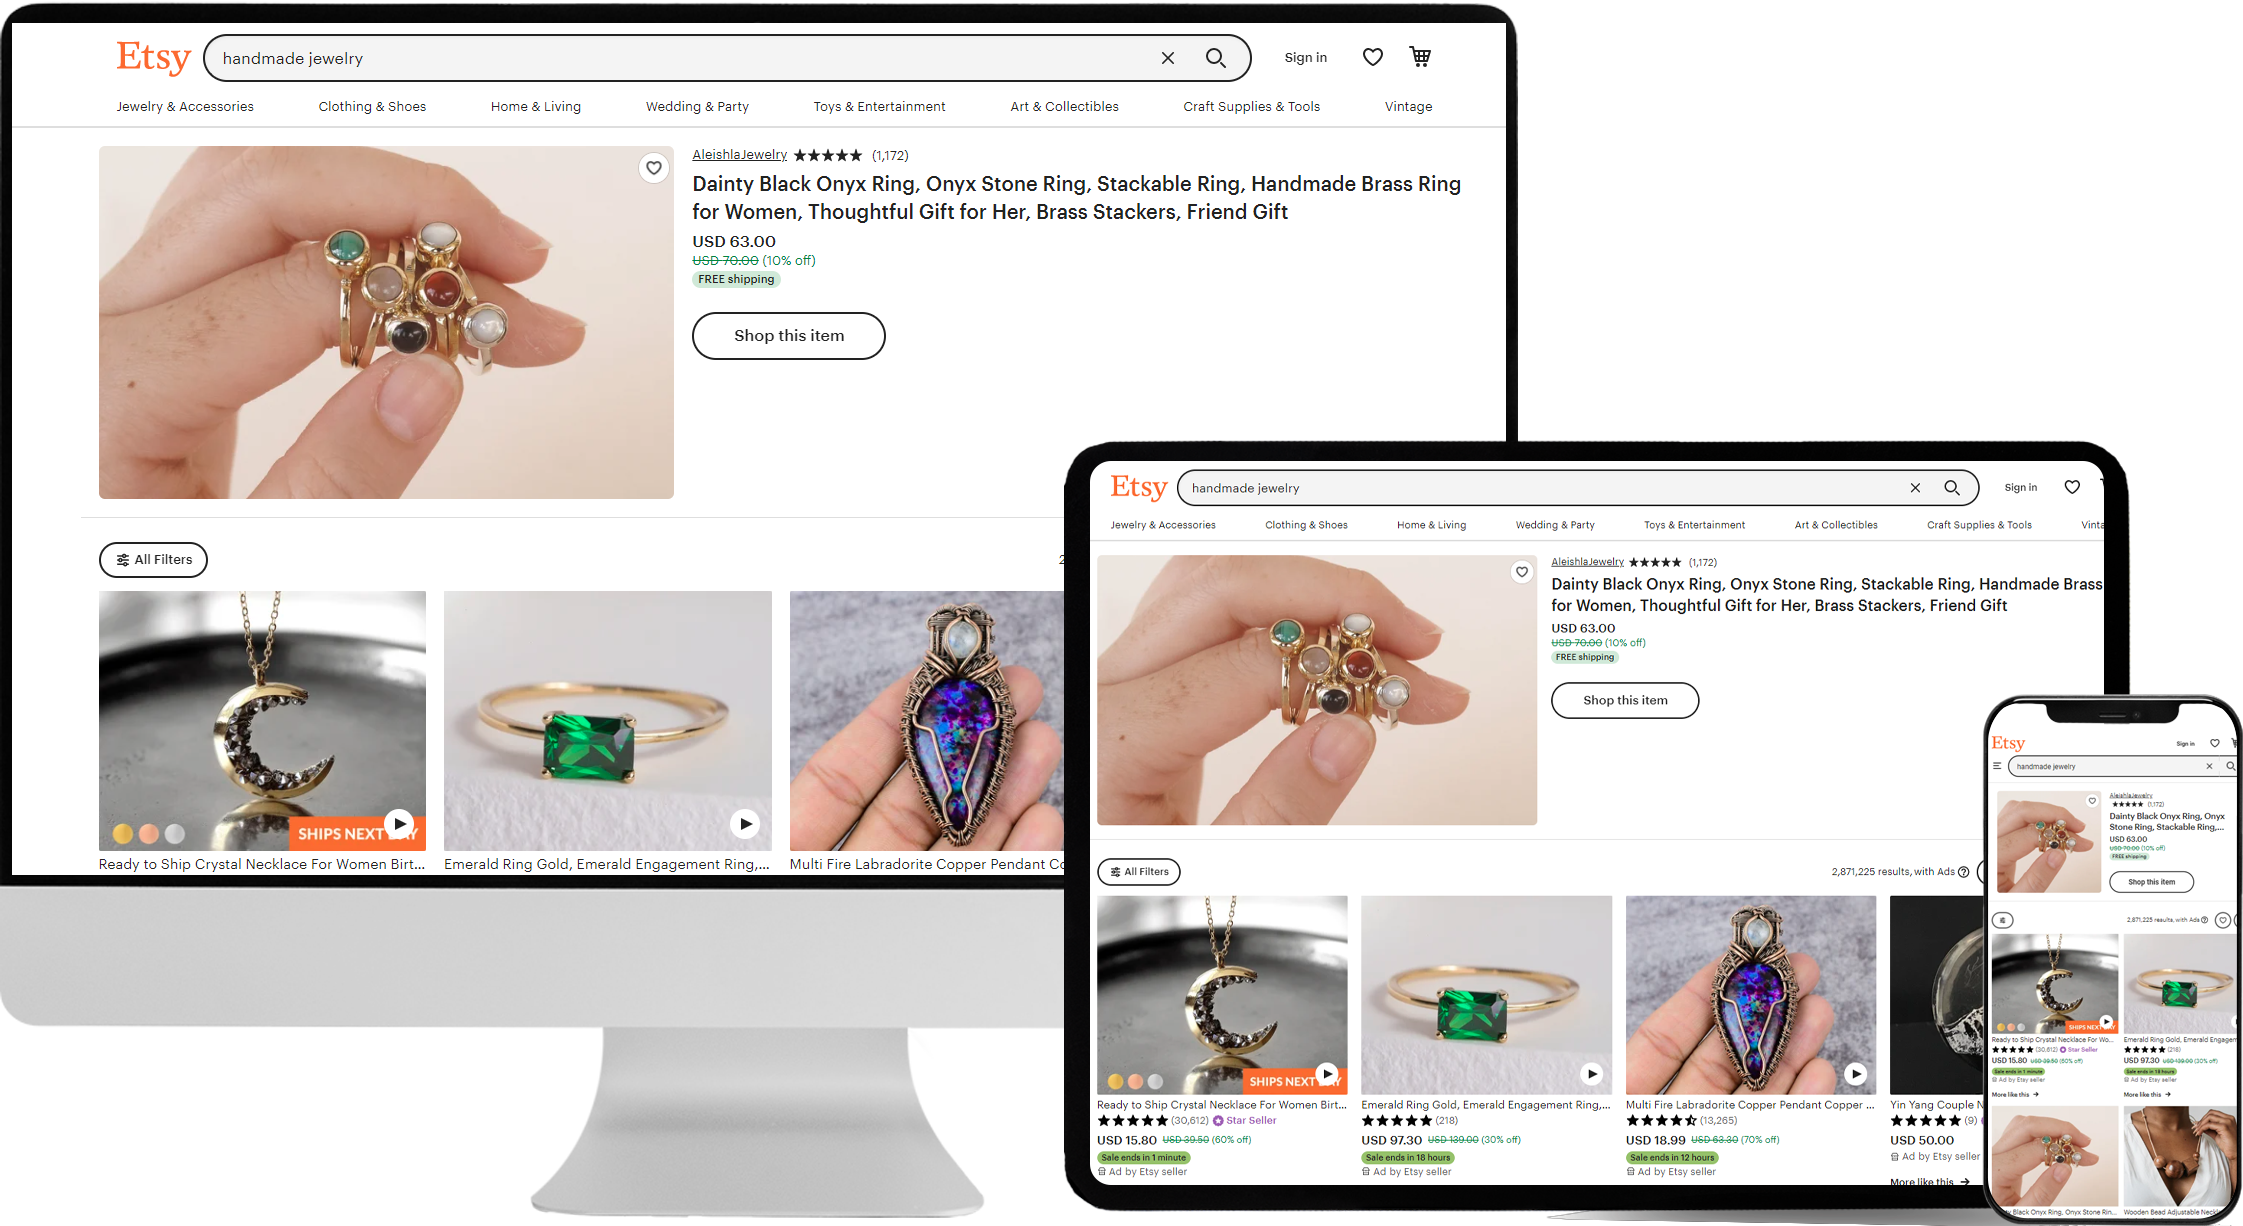 Etsy
handmade jewelry
Sign in
Jewelry & Accessories
Clothing & Shoes
Home & Living
Wedding & Party
Toys & Entertainment
Art & Collectibles
Craft Supplies & Tools
Vintage
AleishlaJewelry (1,172)
Dainty Black Onyx Ring, Onyx Stone Ring, Stackable Ring, Handmade Brass Ring
for Women, Thoughtful Gift for Her, Brass Stackers, Friend Gift
USD 63.00
USD 70.00 (10% off)
FREE shipping
Shop this item
All Filters
2
SHIPS NEXT
Ready to Ship Crystal Necklace For Women Birt...
Emerald Ring Gold, Emerald Engagement Ring,...
Multi Fire Labradorite Copper Pendant Co
Etsy
handmade jewelry
Sign in
Jewelry & Accessories
Clothing & Shoes
Home & Living
Wedding & Party
Toys & Entertainment
Art & Collectibles
Craft Supplies & Tools
Vinta
AleishlaJewelry (1,172)
Dainty Black Onyx Ring, Onyx Stone Ring, Stackable Ring, Handmade Brass
for Women, Thoughtful Gift for Her, Brass Stackers, Friend Gift
USD 63.00
USD 70.00 (10% off)
FREE shipping
Shop this item
All Filters
2,871,225 results, with Ads
SHIPS NEXT
Ready to Ship Crystal Necklace For Women Birt...
(30,612) Star Seller
USD 15.80 USD 39.50 (60% off)
Sale ends in 1 minute
Ad by Etsy seller
Emerald Ring Gold, Emerald Engagement Ring,...
(218)
USD 97.30 USD 139.00 (30% off)
Sale ends in 18 hours
Ad by Etsy seller
Multi Fire Labradorite Copper Pendant Copper ...
(13,265)
USD 18.99 USD 63.30 (70% off)
Sale ends in 12 hours
Ad by Etsy seller
Yin Yang Couple N
(9)
USD 50.00
Ad by Etsy seller
More like this
Etsy
Sign in
handmade jewelry
AleishlaJewelry
(1,172)
Dainty Black Onyx Ring, Onyx
Stone Ring, Stackable Ring,...
USD 63.00
USD 70.00 (10% off)
FREE shipping
Shop this item
2,871,225 results, with Ads
SHIPS NEXT
Ready to Ship Crystal Necklace For Wo...
(30,612) Star Seller
USD 15.80 USD 39.50 (60% off)
Sale ends in 1 minute
Ad by Etsy seller
More like this
Emerald Ring Gold, Emerald Engagem
(218)
USD 97.30 USD 139.00 (30% off)
Sale ends in 18 hours
Ad by Etsy seller
More like this
ty Black Onyx Ring, Onyx Stone Rin...
Wooden Bead Adjustable Neckl